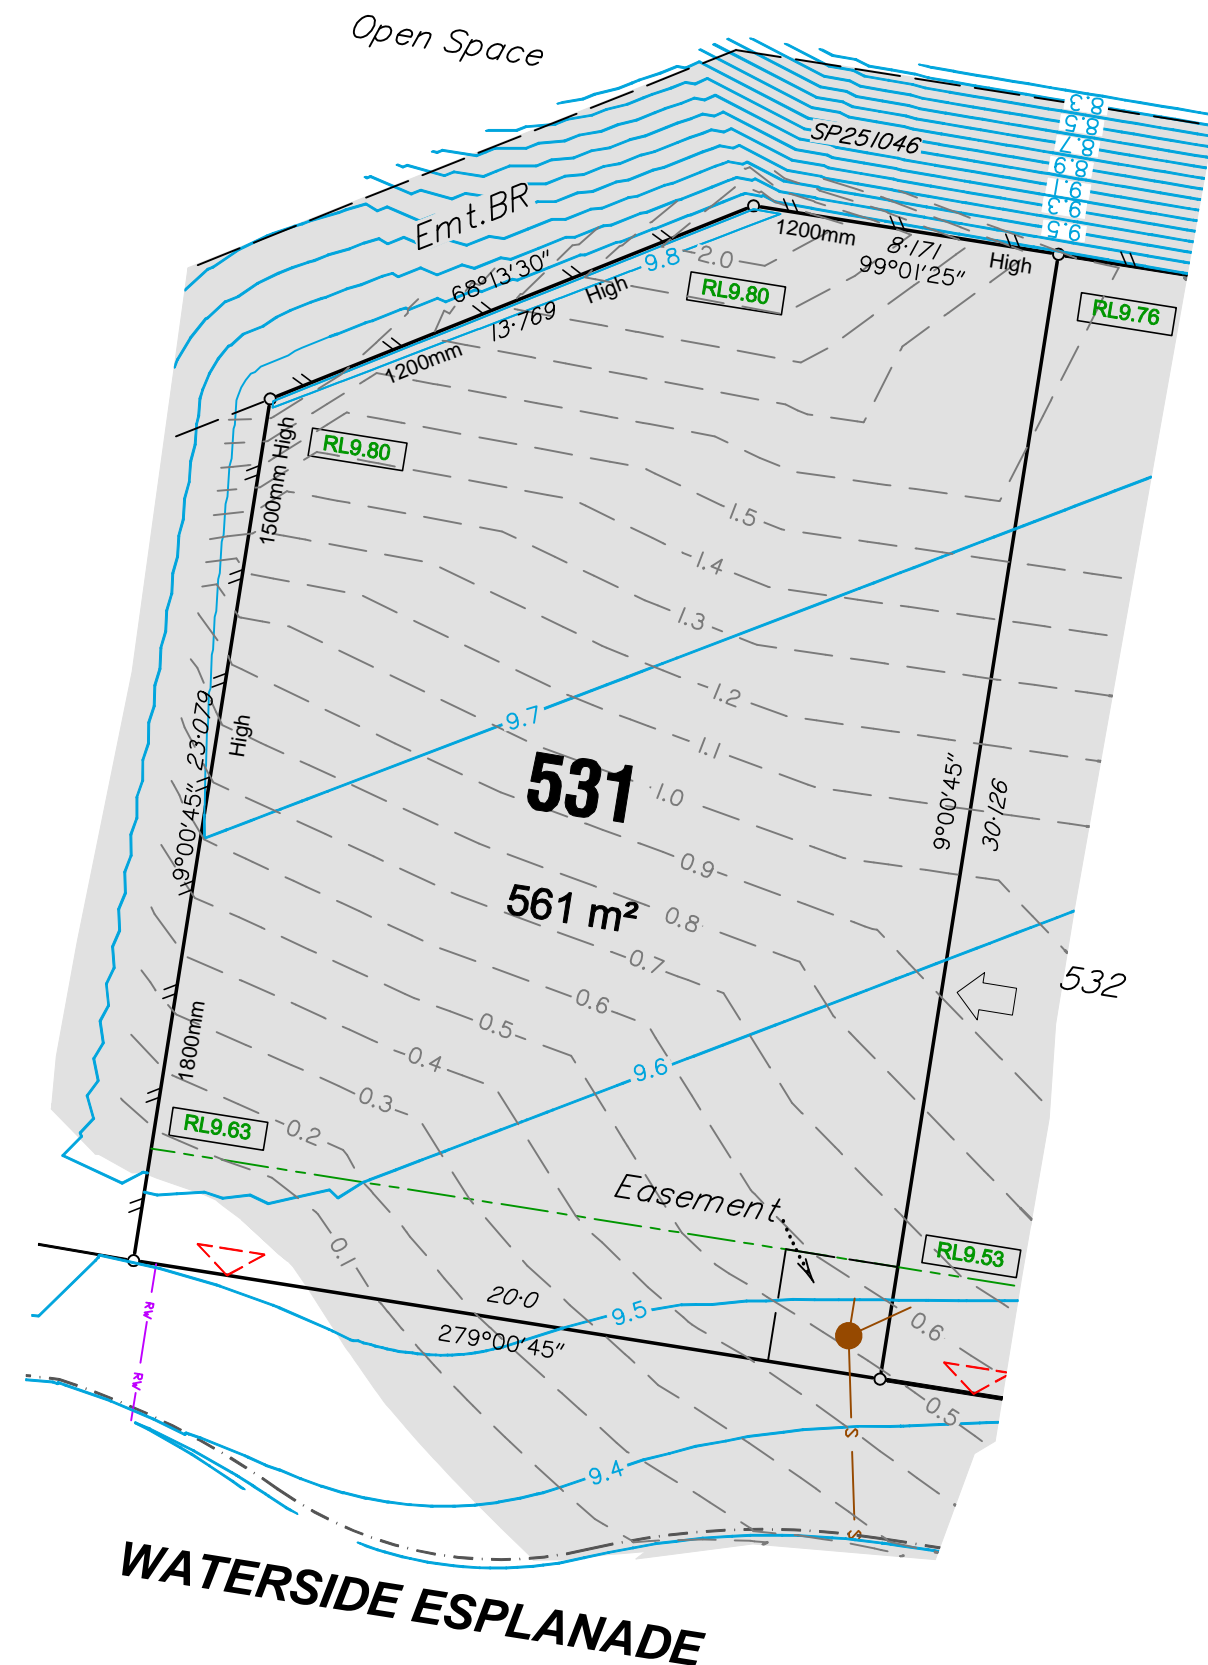 Open Space
8.3
8.5
8.7
8.9
9.1
9.3
9.5
SP251046
Emt.BR
68°13'30"
13·769
1200mm
High
9.8
2.0
RL9.80
1200mm
8·171
99°01'25"
High
RL9.76
RL9.80
1500mm High
1.5
1.4
1.3
1.2
1.1
1.0
0.9
0.8
0.7
0.6
0.5
0.4
0.3
0.2
0.1
9.7
531
561 m²
9°00'45"
23·079
High
1800mm
9°00'45"
30·126
532
9.6
RL9.63
Easement
RL9.53
20·0
279°00'45"
9.5
0.6
0.5
RW
RW
S
S
9.4
WATERSIDE ESPLANADE